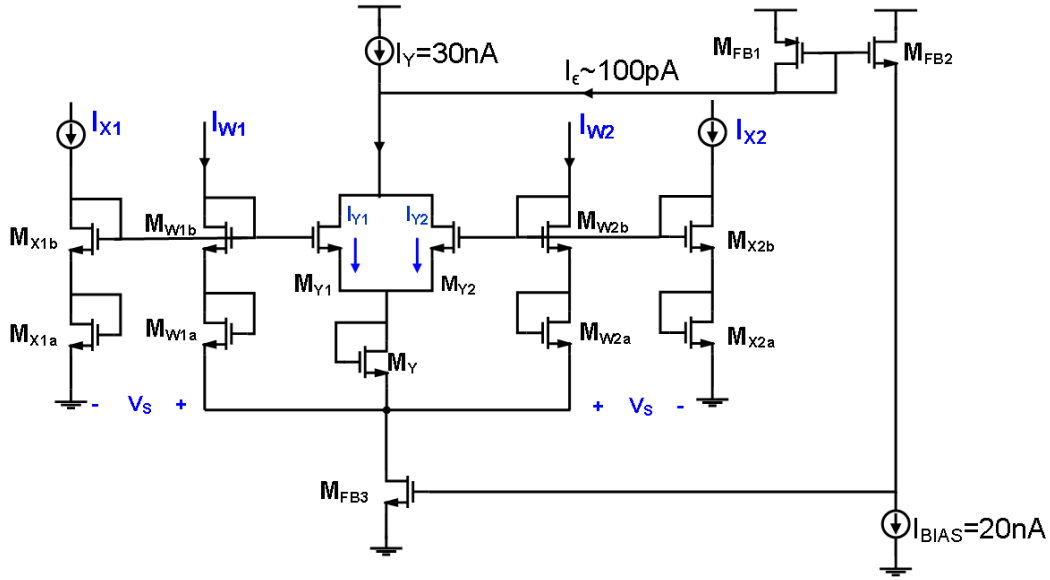 I_Y=30nA
M_FB1
M_FB2
I_ε~100pA
I_X1
I_W1
I_W2
I_X2
M_X1b
M_W1b
I_Y1
I_Y2
M_W2b
M_X2b
M_Y1
M_Y2
M_X1a
M_W1a
M_W2a
M_X2a
M_Y
- V_S +
+ V_S -
M_FB3
I_BIAS=20nA